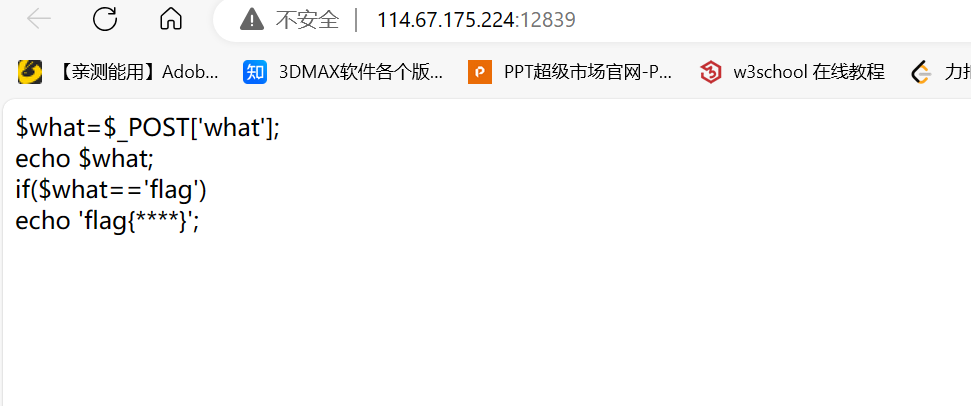 不安全 | 114.67.175.224:12839
【亲测能用】Adob... 知 3DMAX软件各个版... P PPT超级市场官网-P... w3school 在线教程
$what=$_POST['what'];
echo $what;
if($what=='flag')
echo 'flag{****}';